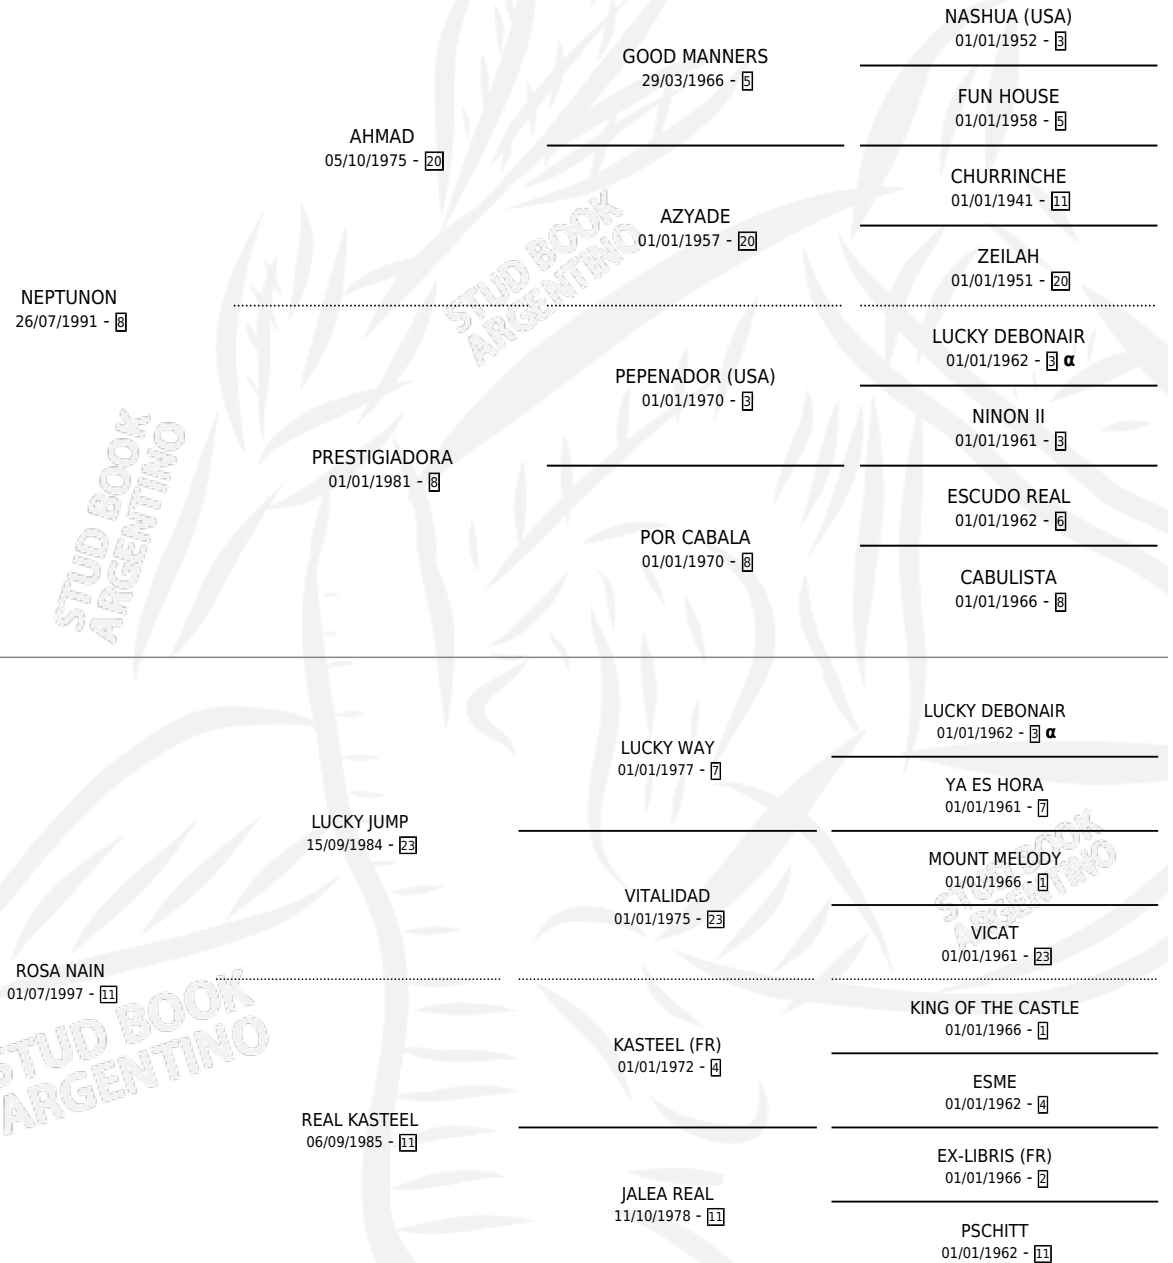 NASHUA (USA)
01/01/1952 - 3
GOOD MANNERS
29/03/1966 - 5
FUN HOUSE
01/01/1958 - 5
AHMAD
05/10/1975 - 20
CHURRINCHE
01/01/1941 - 11
AZYADE
01/01/1957 - 20
ZEILAH
01/01/1951 - 20
NEPTUNON
26/07/1991 - 8
LUCKY DEBONAIR
01/01/1962 - 3 α
PEPENADOR (USA)
01/01/1970 - 3
NINON II
01/01/1961 - 3
PRESTIGIADORA
01/01/1981 - 8
ESCUDO REAL
01/01/1962 - 6
POR CABALA
01/01/1970 - 8
CABULISTA
01/01/1966 - 8
LUCKY DEBONAIR
01/01/1962 - 3 α
LUCKY WAY
01/01/1977 - 7
YA ES HORA
01/01/1961 - 7
LUCKY JUMP
15/09/1984 - 23
MOUNT MELODY
01/01/1966 - 1
VITALIDAD
01/01/1975 - 23
VICAT
01/01/1961 - 23
ROSA NAIN
01/07/1997 - 11
KING OF THE CASTLE
01/01/1966 - 1
KASTEEL (FR)
01/01/1972 - 4
ESME
01/01/1962 - 4
REAL KASTEEL
06/09/1985 - 11
EX-LIBRIS (FR)
01/01/1966 - 2
JALEA REAL
11/10/1978 - 11
PSCHITT
01/01/1962 - 11
STUD BOOK
ARGENTINO
STUD BOOK
ARGENTINO
STUD BOOK
ARGENTINO
STUD BOOK
ARGENTINO